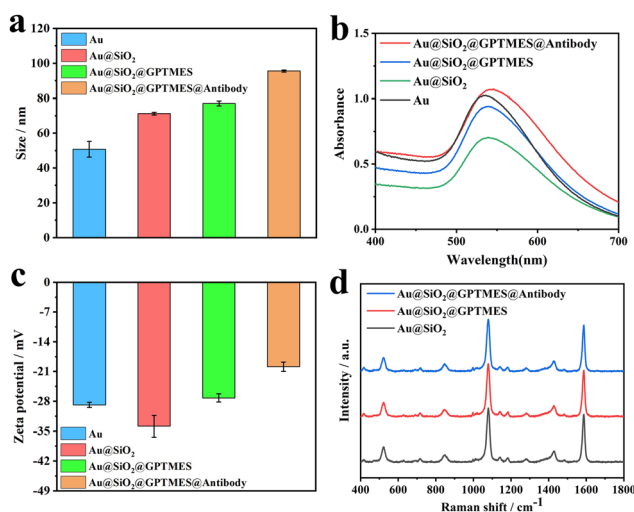 a
Size / nm
120
100
80
60
40
20
0
Au
Au@SiO₂
Au@SiO₂@GPTMES
Au@SiO₂@GPTMES@Antibody
b
Absorbance
1.5
1.0
0.5
0.0
400 500 600 700
Wavelength(nm)
Au@SiO₂@GPTMES@Antibody
Au@SiO₂@GPTMES
Au@SiO₂
Au
c
Zeta potential / mV
0
-7
-14
-21
-28
-35
-42
-49
Au
Au@SiO₂
Au@SiO₂@GPTMES
Au@SiO₂@GPTMES@Antibody
d
Intensity / a.u.
Au@SiO₂@GPTMES@Antibody
Au@SiO₂@GPTMES
Au@SiO₂
400 600 800 1000 1200 1400 1600 1800
Raman shift / cm⁻¹